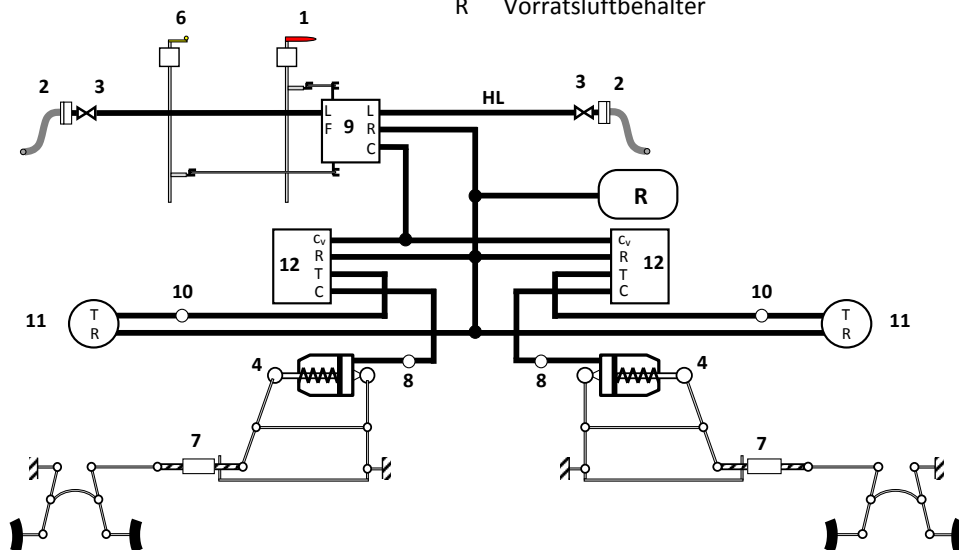 R Vorratsluftbehälter
6 1
2 3 3 2
HL
L L
F 9 R
C
R
Cv Cv
12 R R 12
T T
C C
10 10
11 T T 11
R R
4 4
8 8
7 7